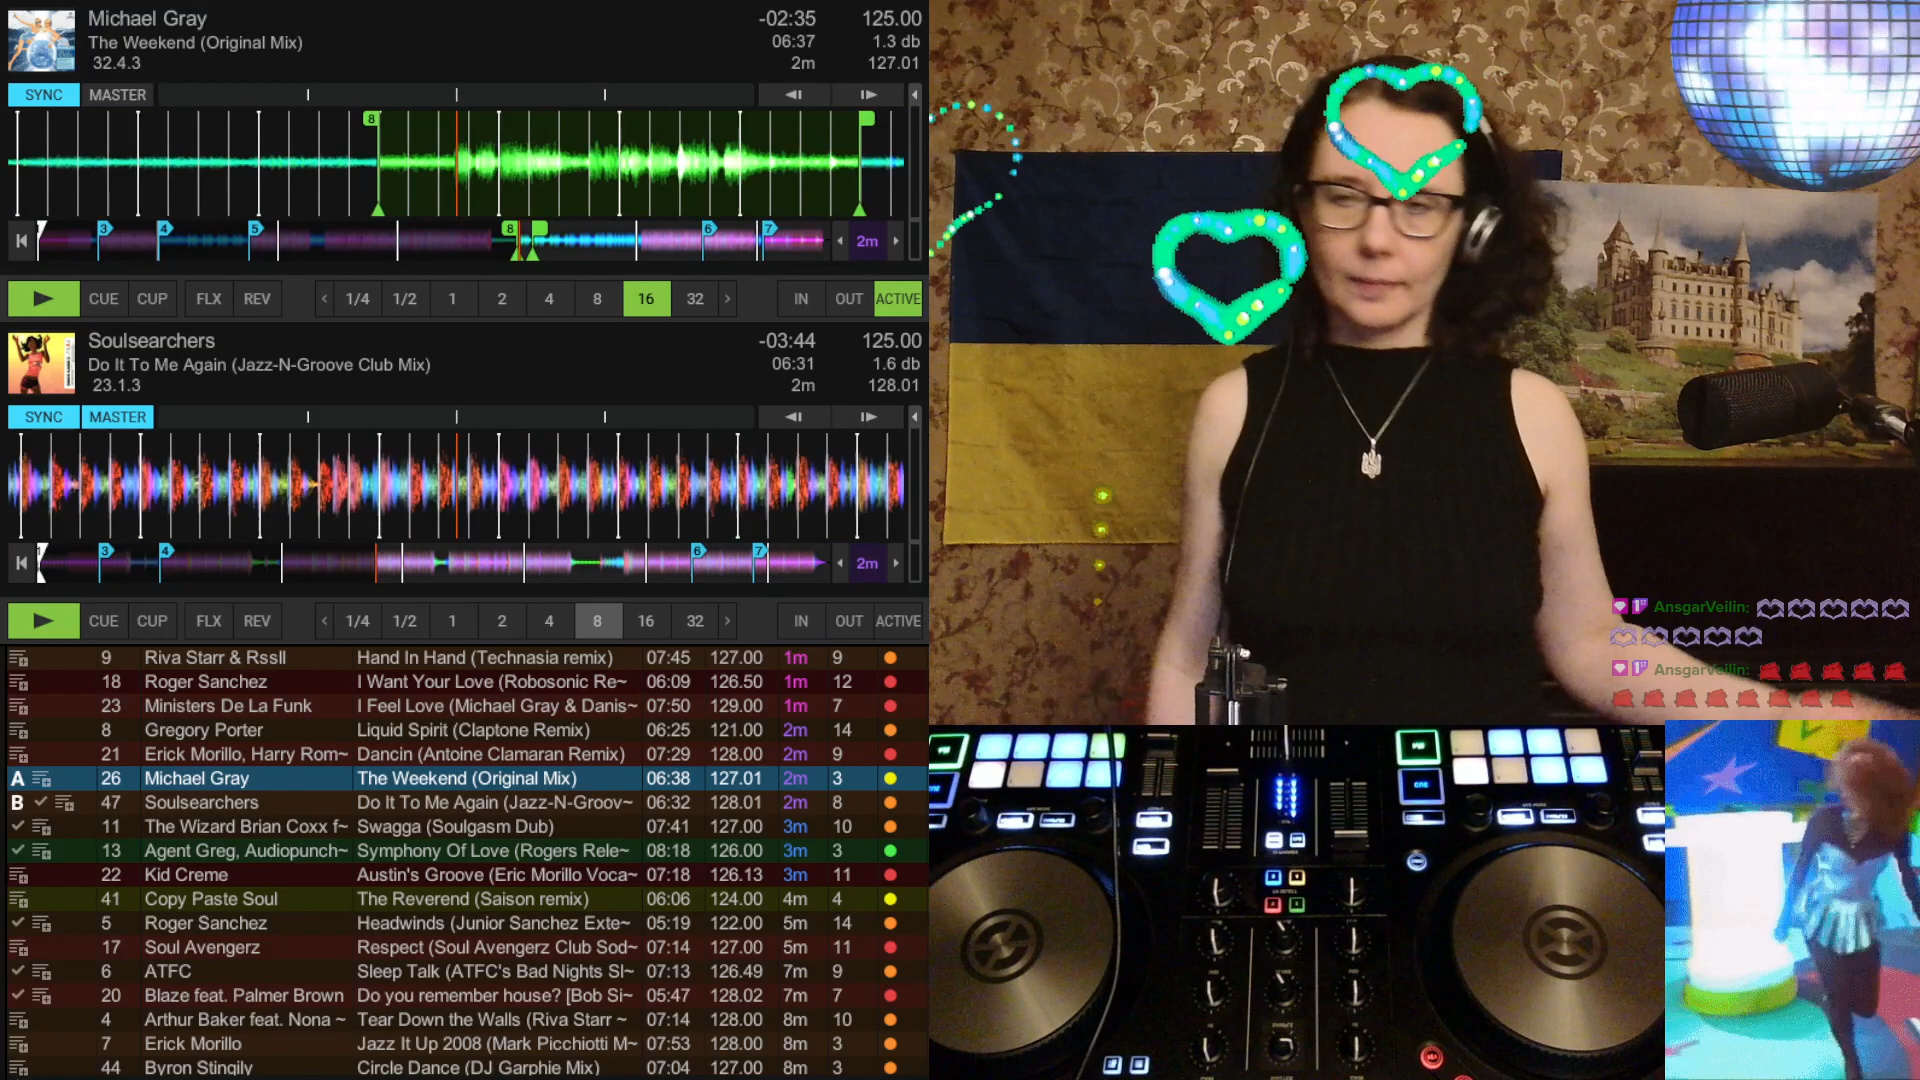 Michael Gray -02:35 125.00
The Weekend (Original Mix) 06:37 1.3 db
32.4.3 2m 127.01
SYNC MASTER
8
3 4 5 8 6 7 2m
CUE CUP FLX REV 1/4 1/2 1 2 4 8 16 32 IN OUT ACTIVE
Soulsearchers -03:44 125.00
Do It To Me Again (Jazz-N-Groove Club Mix) 06:31 1.6 db
23.1.3 2m 128.01
SYNC MASTER
1 3 4 6 7 2m
CUE CUP FLX REV 1/4 1/2 1 2 4 8 16 32 IN OUT ACTIVE
9 Riva Starr & Rssll Hand In Hand (Technasia remix) 07:45 127.00 1m 9
18 Roger Sanchez I Want Your Love (Robosonic Re~ 06:09 126.50 1m 12
23 Ministers De La Funk I Feel Love (Michael Gray & Danis~ 07:50 129.00 1m 7
8 Gregory Porter Liquid Spirit (Claptone Remix) 06:25 121.00 2m 14
21 Erick Morillo, Harry Rom~ Dancin (Antoine Clamaran Remix) 07:29 128.00 2m 9
A 26 Michael Gray The Weekend (Original Mix) 06:38 127.01 2m 3
B 47 Soulsearchers Do It To Me Again (Jazz-N-Groov~ 06:32 128.01 2m 8
11 The Wizard Brian Coxx f~ Swagga (Soulgasm Dub) 07:41 127.00 3m 10
13 Agent Greg, Audiopunch~ Symphony Of Love (Rogers Rele~ 08:18 126.00 3m 3
22 Kid Creme Austin's Groove (Eric Morillo Voca~ 07:18 126.13 3m 11
41 Copy Paste Soul The Reverend (Saison remix) 06:06 124.00 4m 4
5 Roger Sanchez Headwinds (Junior Sanchez Exte~ 05:19 122.00 5m 14
17 Soul Avengerz Respect (Soul Avengerz Club Sod~ 07:14 127.00 5m 11
6 ATFC Sleep Talk (ATFC's Bad Nights Sl~ 07:13 126.49 7m 9
20 Blaze feat. Palmer Brown Do you remember house? [Bob Si~ 05:47 128.02 7m 7
4 Arthur Baker feat. Nona ~ Tear Down the Walls (Riva Starr ~ 07:14 128.00 8m 10
7 Erick Morillo Jazz It Up 2008 (Mark Picchiotti M~ 07:53 128.00 8m 3
44 Byron Stingily Circle Dance (DJ Garphie Mix) 07:04 127.00 8m 3
AnsgarVeilin:
AnsgarVeilin: